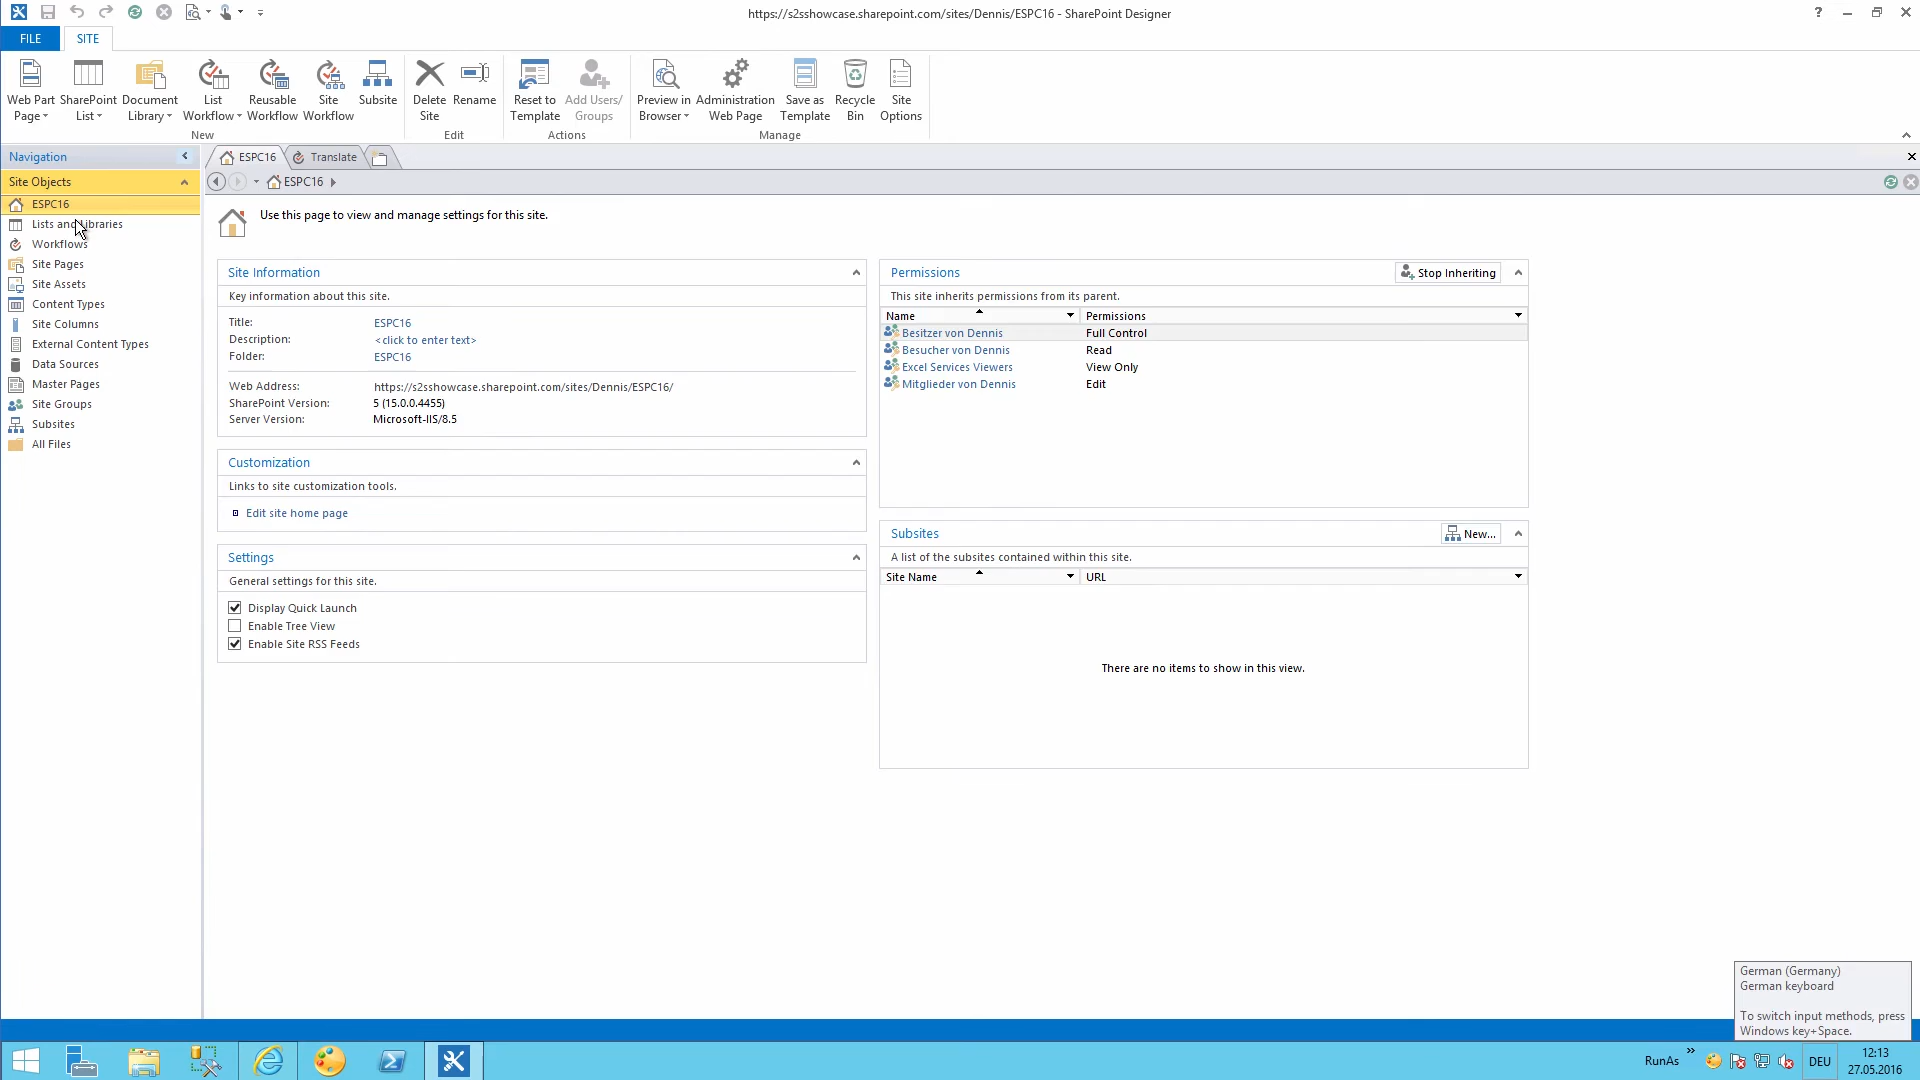 https://s2sshowcase.sharepoint.com/sites/Dennis/ESPC16 - SharePoint Designer
FILE SITE
Web Part Page
SharePoint List
Document Library
List Workflow
Reusable Workflow
Site Workflow
Subsite
New
Delete Site
Rename
Edit
Reset to Template
Add Users/ Groups
Actions
Preview in Browser
Administration Web Page
Save as Template
Recycle Bin
Site Options
Manage
Navigation
ESPC16
Translate
Site Objects
ESPC16
ESPC16
Lists and Libraries
Workflows
Site Pages
Site Assets
Content Types
Site Columns
External Content Types
Data Sources
Master Pages
Site Groups
Subsites
All Files
Use this page to view and manage settings for this site.
Site Information
Key information about this site.
Title: ESPC16
Description: <click to enter text>
Folder: ESPC16
Web Address: https://s2sshowcase.sharepoint.com/sites/Dennis/ESPC16/
SharePoint Version: 5 (15.0.0.4455)
Server Version: Microsoft-IIS/8.5
Customization
Links to site customization tools.
Edit site home page
Settings
General settings for this site.
Display Quick Launch
Enable Tree View
Enable Site RSS Feeds
Permissions
Stop Inheriting
This site inherits permissions from its parent.
Name Permissions
Besitzer von Dennis Full Control
Besucher von Dennis Read
Excel Services Viewers View Only
Mitglieder von Dennis Edit
Subsites
New...
A list of the subsites contained within this site.
Site Name URL
There are no items to show in this view.
German (Germany)
German keyboard
To switch input methods, press
Windows key+Space.
RunAs
DEU
12:13
27.05.2016